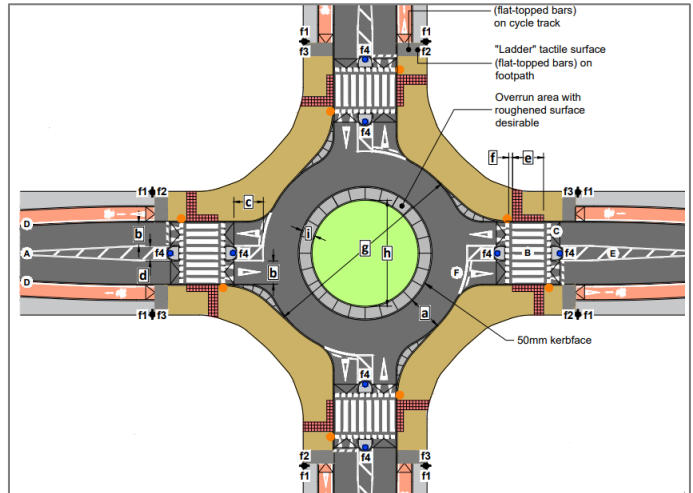 (flat-topped bars)
on cycle track
f1
f3
f4
f1
f2
"Ladder" tactile surface
(flat-topped bars) on
footpath
Overrun area with
roughened surface
desirable
f4
f e
f1 f2
f3 f1
c
D
b
i
g
h
C
A
f4
f4
f4
B
f4
E
d
b
F
D
a
f1 f3
f2 f1
50mm kerbface
f4
f4
f2
f1
f3
f1